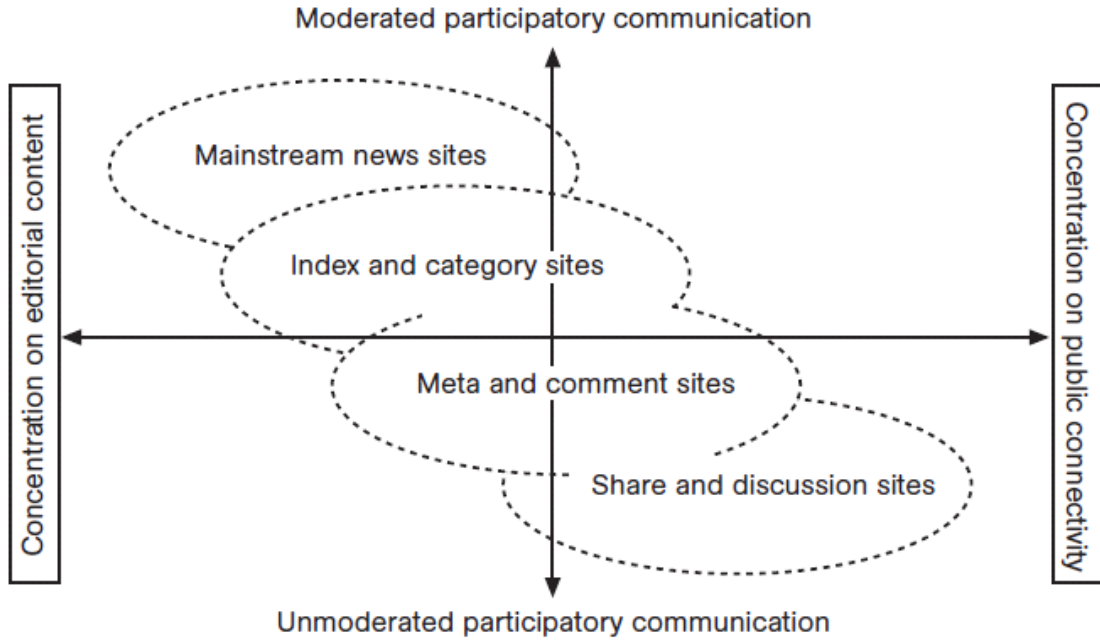 Moderated participatory communication
Concentration on editorial content
Mainstream news sites
Index and category sites
Meta and comment sites
Share and discussion sites
Concentration on public connectivity
Unmoderated participatory communication